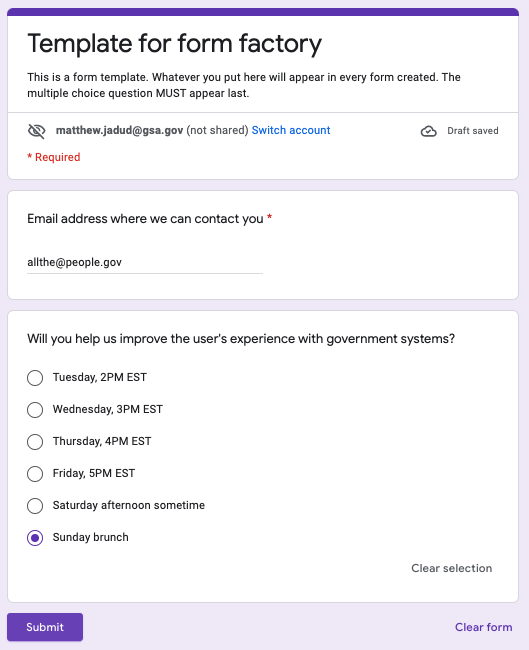 Template for form factory
This is a form template. Whatever you put here will appear in every form created. The
multiple choice question MUST appear last.
matthew.jadud@gsa.gov (not shared) Switch account
Draft saved
* Required
Email address where we can contact you *
allthe@people.gov
Will you help us improve the user's experience with government systems?
Tuesday, 2PM EST
Wednesday, 3PM EST
Thursday, 4PM EST
Friday, 5PM EST
Saturday afternoon sometime
Sunday brunch
Clear selection
Submit
Clear form